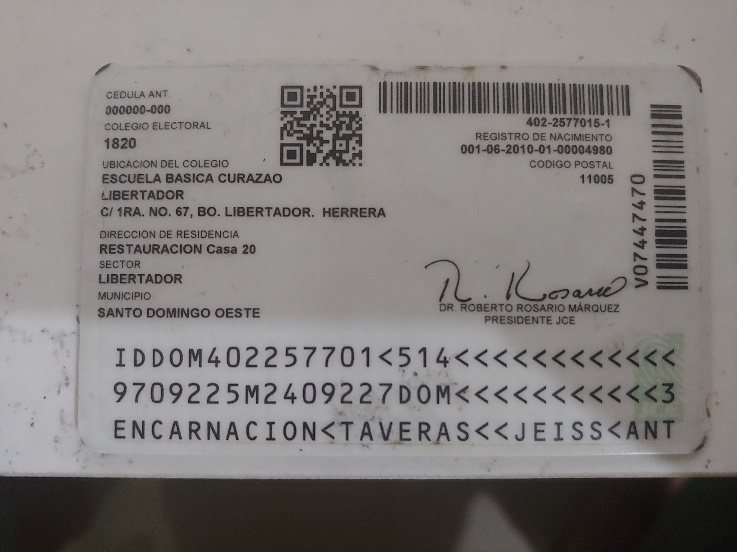 CEDULA ANT.
000000-000
COLEGIO ELECTORAL
1820
UBICACION DEL COLEGIO
ESCUELA BASICA CURAZAO
LIBERTADOR
C/ 1RA. NO. 67, BO. LIBERTADOR. HERRERA
DIRECCION DE RESIDENCIA
RESTAURACION Casa 20
SECTOR
LIBERTADOR
MUNICIPIO
SANTO DOMINGO OESTE
402-2577015-1
REGISTRO DE NACIMIENTO
001-06-2010-01-00004980
CODIGO POSTAL
11005
V07447470
R. Rosario
DR. ROBERTO ROSARIO MÁRQUEZ
PRESIDENTE JCE
IDDOM402257701<514<<<<<<<<<<<<
9709225M2409227DOM<<<<<<<<<<<3
ENCARNACION<TAVERAS<<JEISS<ANT